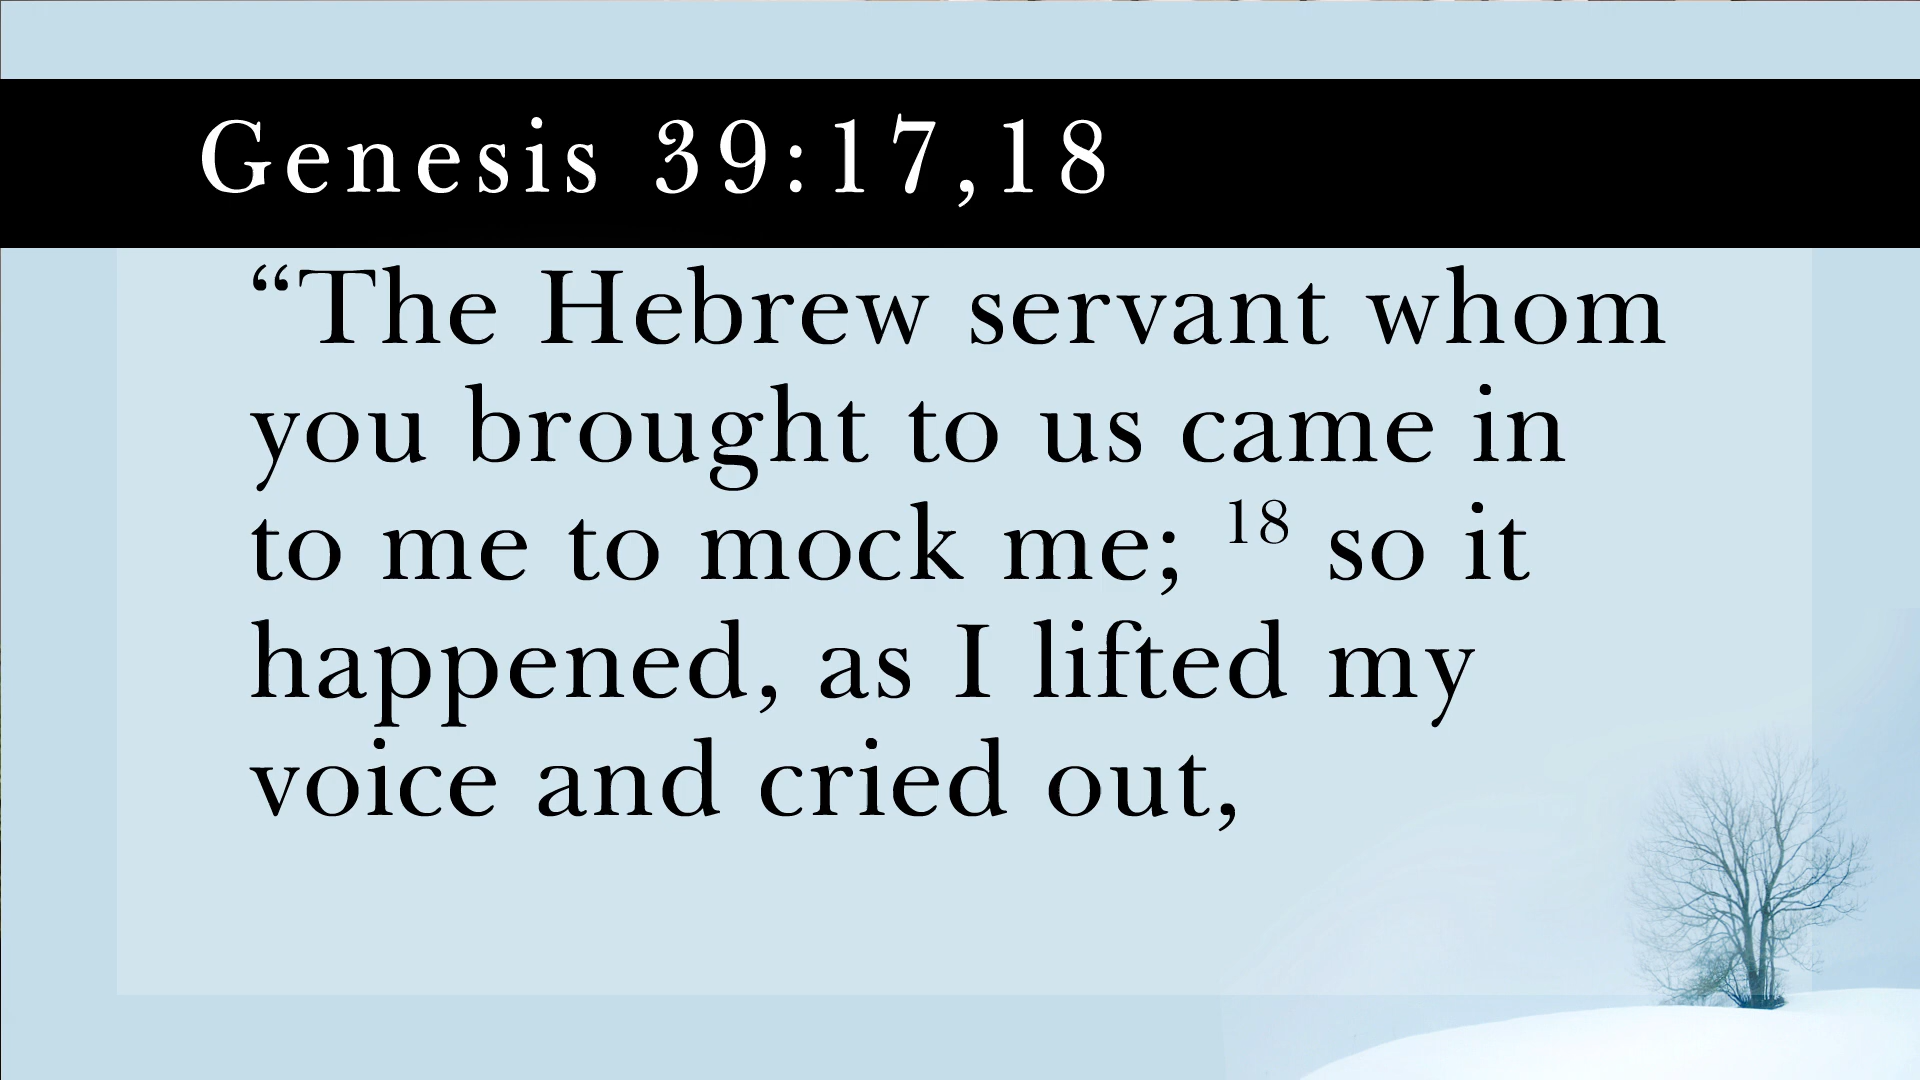 Genesis 39:17,18
“The Hebrew servant whom
you brought to us came in
to me to mock me; 18 so it
happened, as I lifted my
voice and cried out,